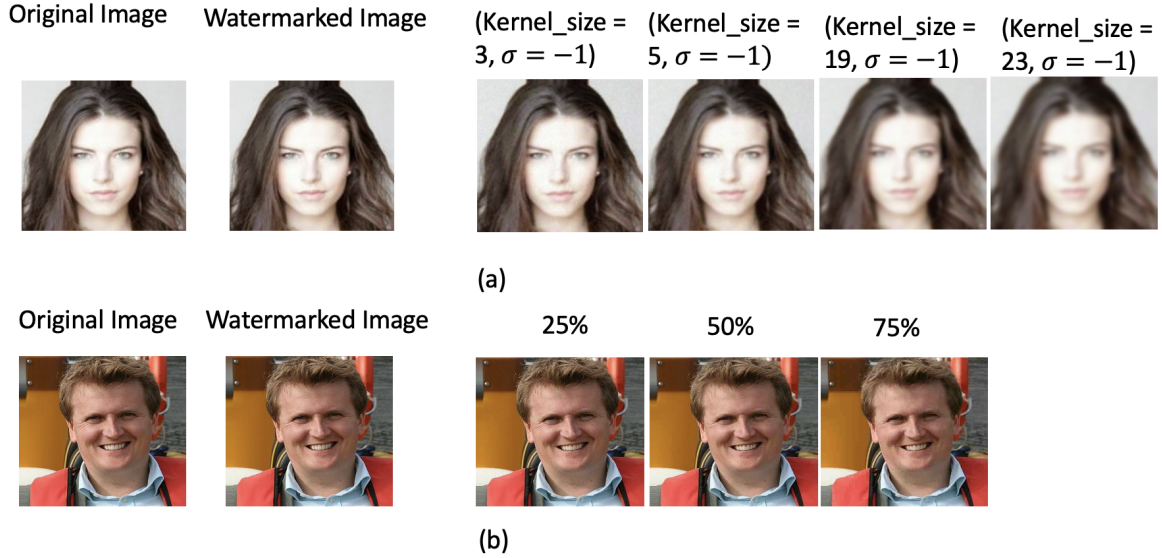 Original Image
Watermarked Image
(Kernel_size =
3, σ = −1)
(Kernel_size =
5, σ = −1)
(Kernel_size =
19, σ = −1)
(Kernel_size =
23, σ = −1)
(a)
Original Image
Watermarked Image
25%
50%
75%
(b)